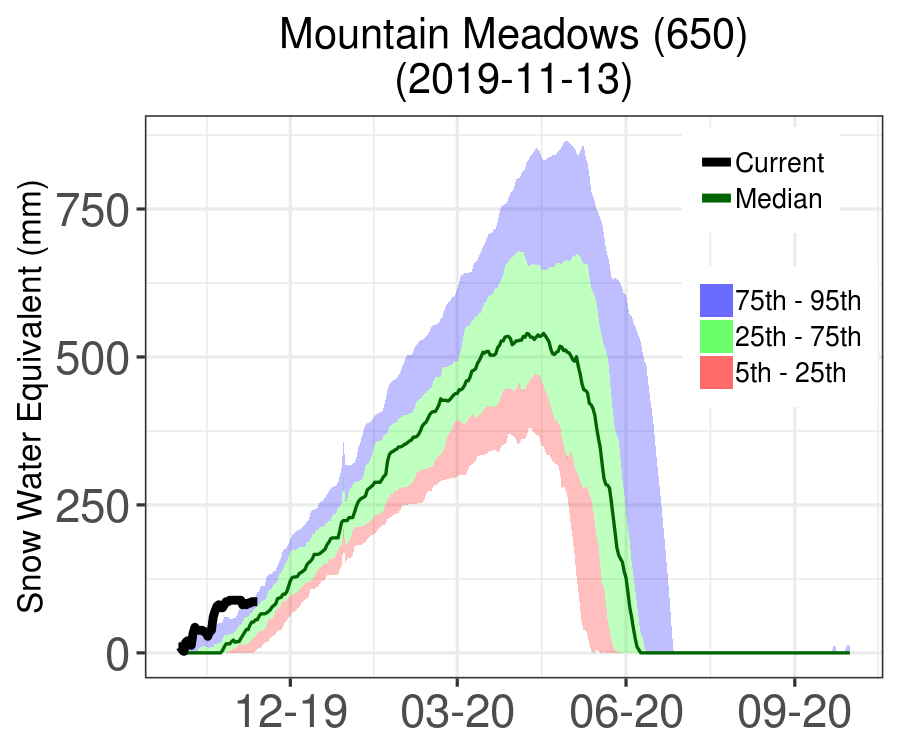 Mountain Meadows (650)
(2019-11-13)
Snow Water Equivalent (mm)
750
500
250
0
Current
Median
75th - 95th
25th - 75th
5th - 25th
12-19 03-20 06-20 09-20